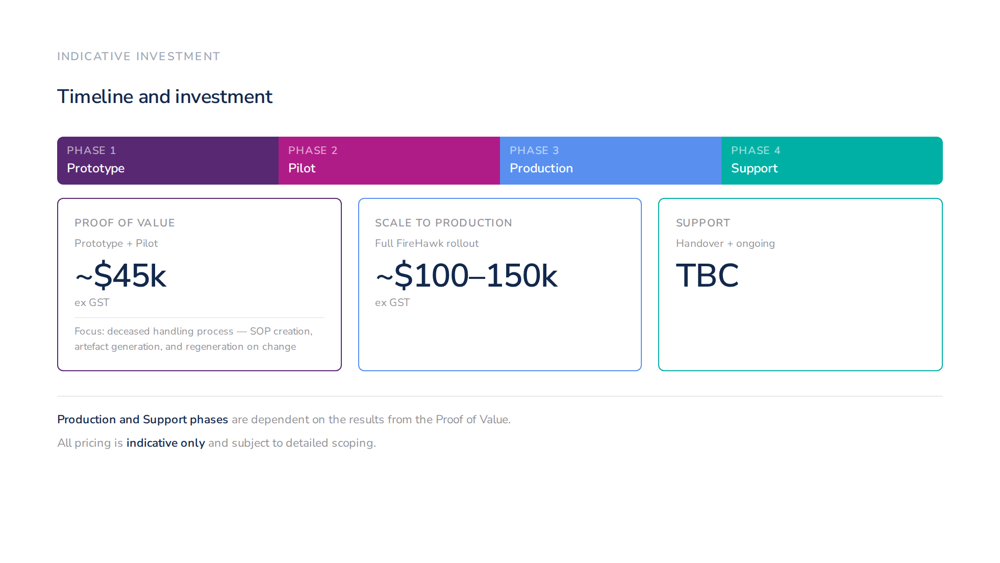 INDICATIVE INVESTMENT
Timeline and investment
PHASE 1
Prototype
PHASE 2
Pilot
PHASE 3
Production
PHASE 4
Support
PROOF OF VALUE
Prototype + Pilot
~$45k
ex GST
Focus: deceased handling process — SOP creation,
artefact generation, and regeneration on change
SCALE TO PRODUCTION
Full FireHawk rollout
~$100–150k
ex GST
SUPPORT
Handover + ongoing
TBC
Production and Support phases are dependent on the results from the Proof of Value.
All pricing is indicative only and subject to detailed scoping.